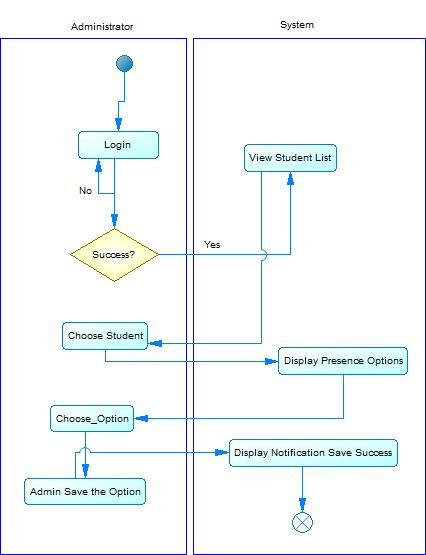 Administrator
System
Login
View Student List
No
Success?
Yes
Choose Student
Display Presence Options
Choose_Option
Display Notification Save Success
Admin Save the Option